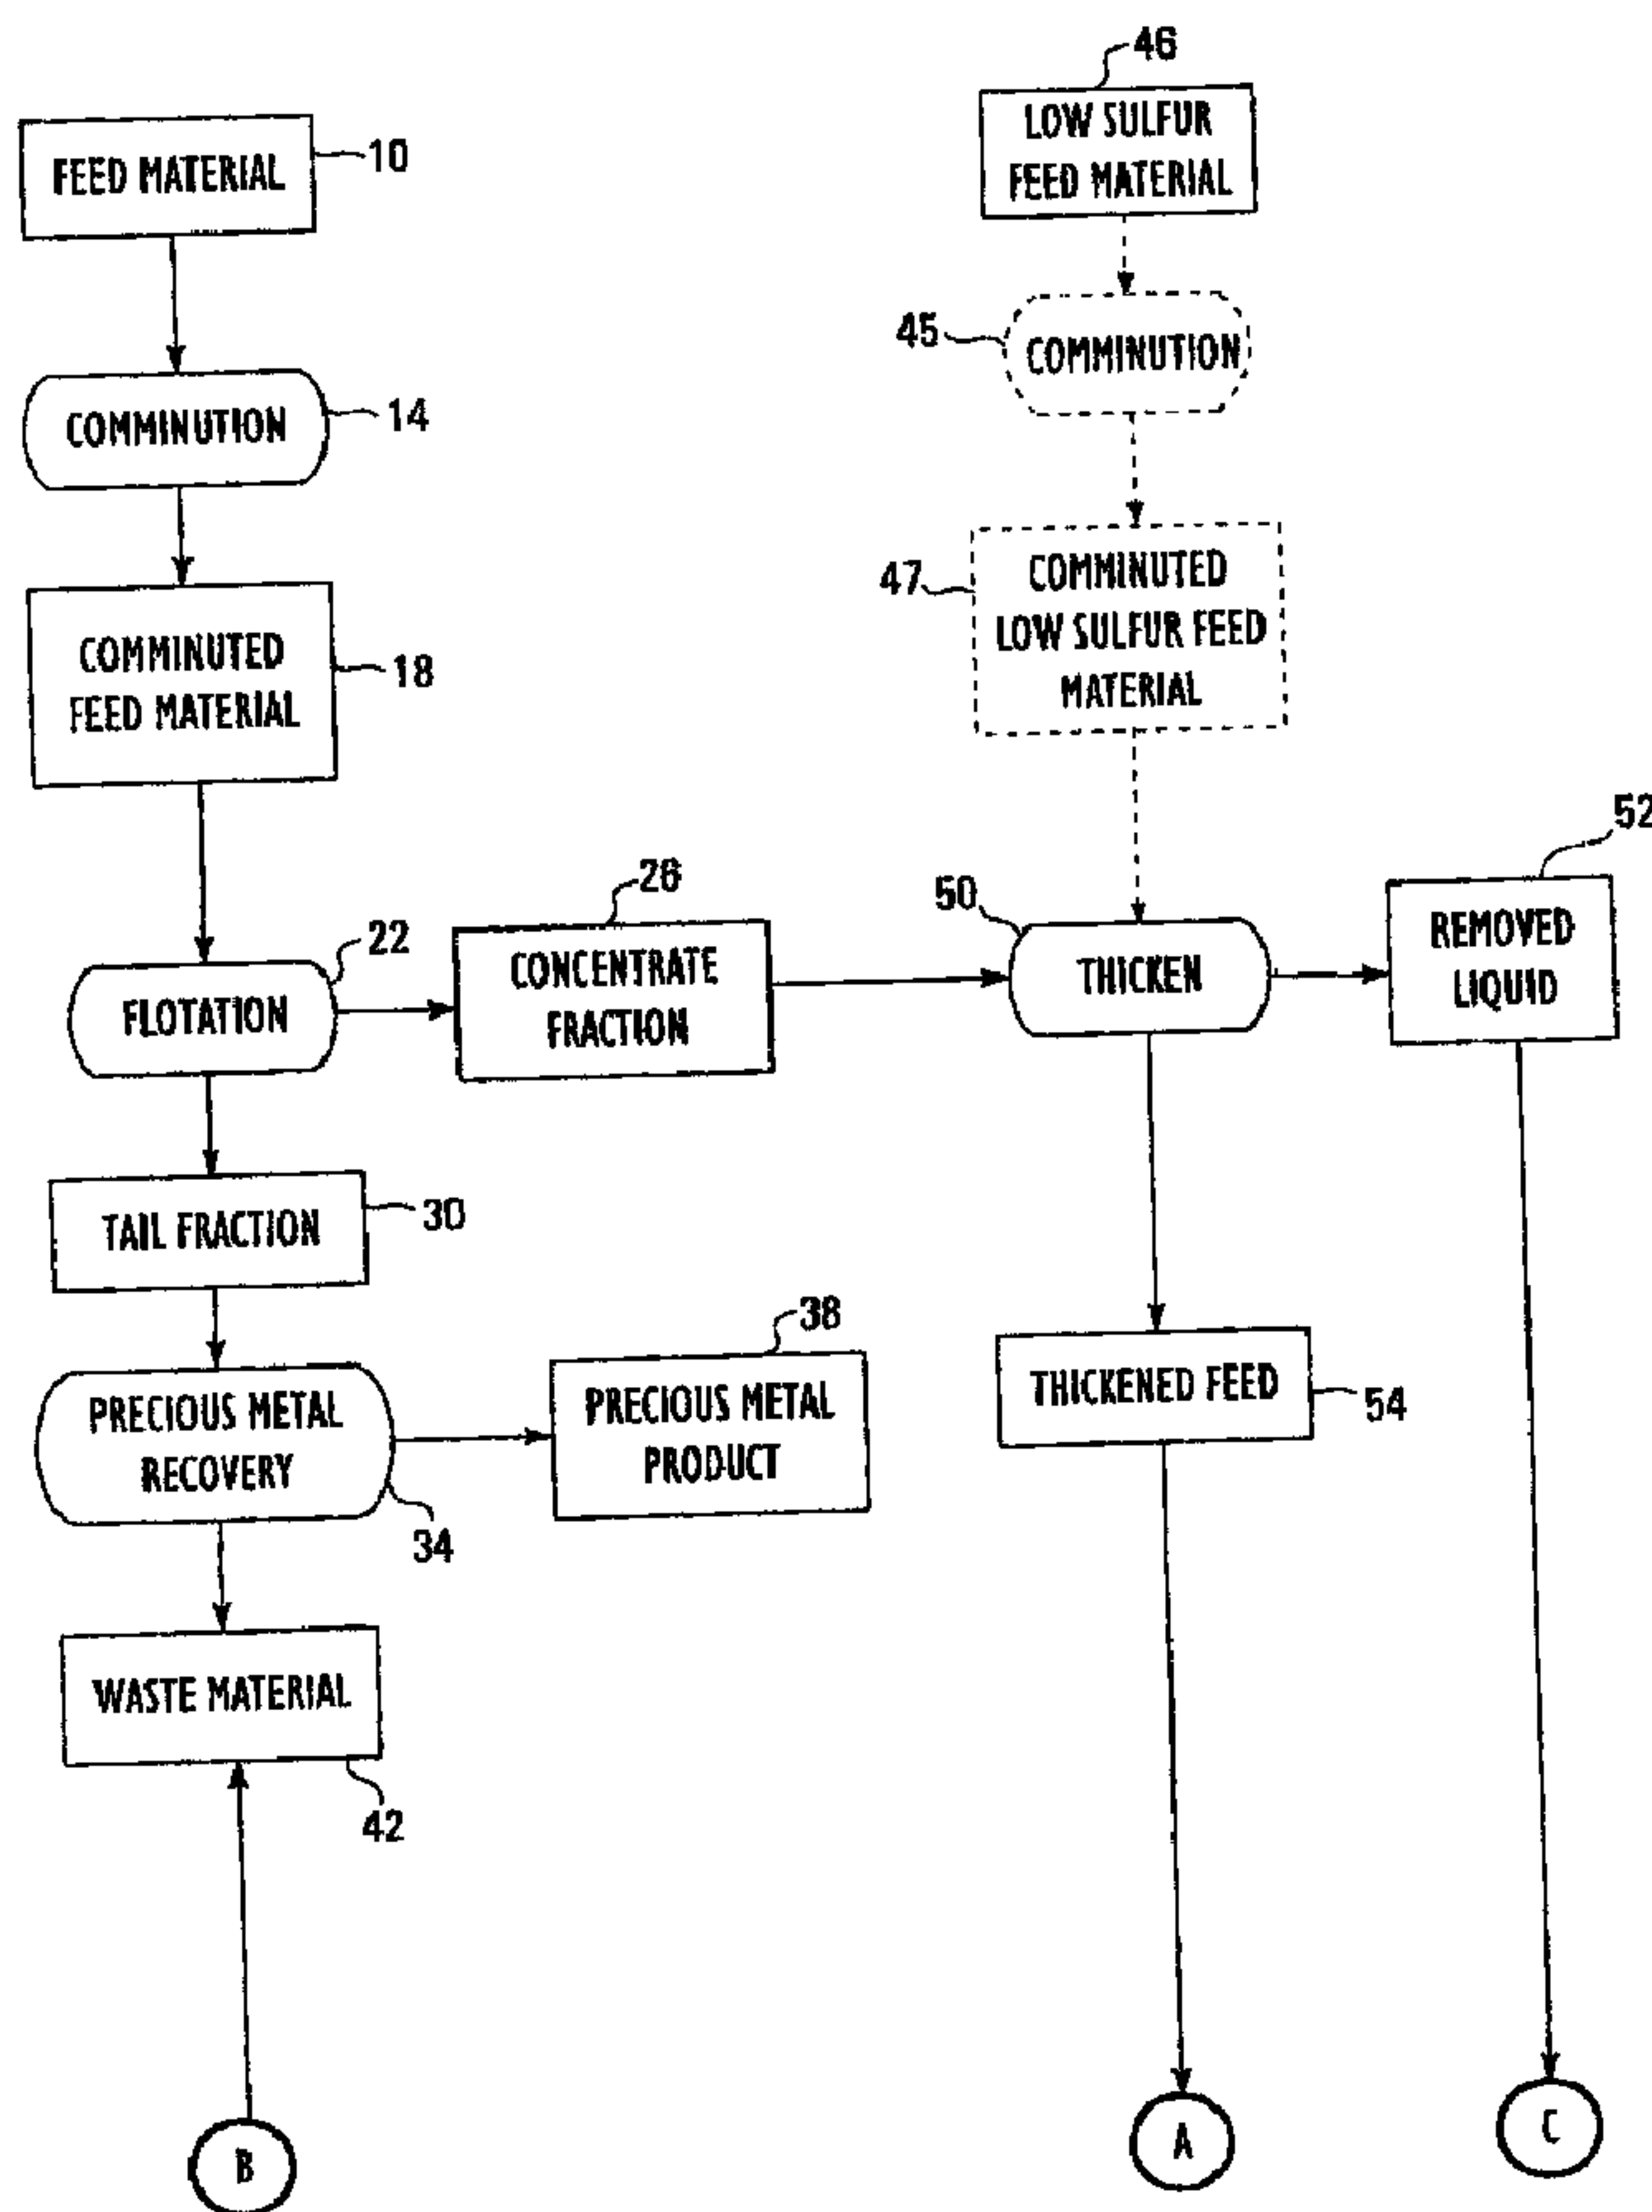 46
LOW SULFUR
FEED MATERIAL
FEED MATERIAL
10
45
COMMINUTION
COMMINUTION
14
47
COMMINUTED
LOW SULFUR FEED
MATERIAL
COMMINUTED
FEED MATERIAL
18
52
26
50
22
FLOTATION
CONCENTRATE
FRACTION
THICKEN
REMOVED
LIQUID
TAIL FRACTION
30
38
PRECIOUS METAL
RECOVERY
34
PRECIOUS METAL
PRODUCT
THICKENED FEED
54
WASTE MATERIAL
42
B
A
C